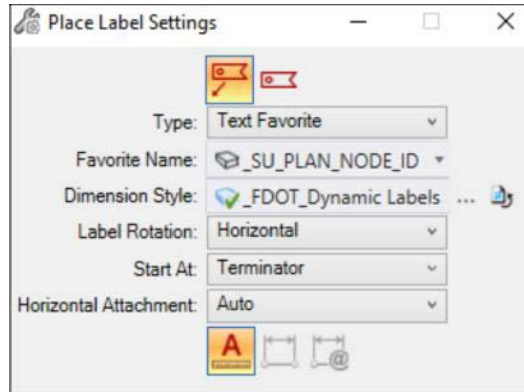 Place Label Settings
Type: Text Favorite
Favorite Name: _SU_PLAN_NODE_ID
Dimension Style: _FDOT_Dynamic Labels ...
Label Rotation: Horizontal
Start At: Terminator
Horizontal Attachment: Auto
A @